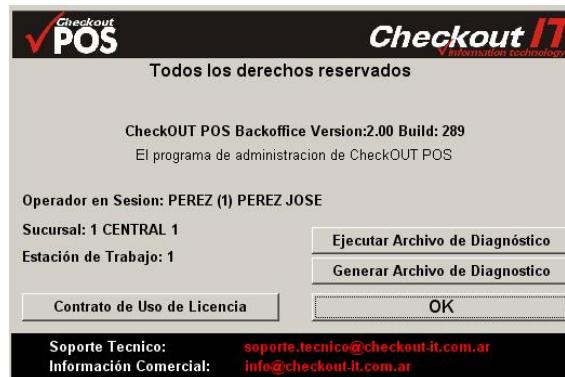 Checkout
POS
Checkout IT
information technology
Todos los derechos reservados
CheckOUT POS Backoffice Version:2.00 Build: 289
El programa de administracion de CheckOUT POS
Operador en Sesion: PEREZ (1) PEREZ JOSE
Sucursal: 1 CENTRAL 1
Estación de Trabajo: 1
Ejecutar Archivo de Diagnóstico
Generar Archivo de Diagnostico
Contrato de Uso de Licencia
OK
Soporte Tecnico: soporte.tecnico@checkout-it.com.ar
Información Comercial: info@checkout-it.com.ar